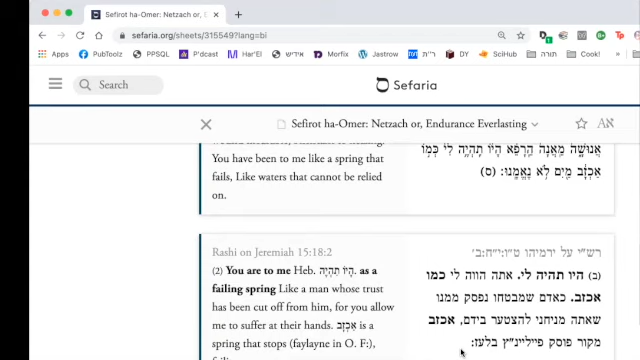 Sefirot ha-Omer: Netzach or, E
sefaria.org/sheets/315549?lang=bi
Apps PubToolz PPSQL P'dcast Har'El אידיש Morfix Jastrow DY ר"ת SciHub תורה Cook!
Search
Sefaria
Sefirot ha-Omer: Netzach or, Endurance Everlasting
You have been to me like a spring that
fails, Like waters that cannot be relied
on.
אֲנוּשָׁ֑ה מֵֽאֲנָה֙ הֵרָפֵ֔א הָי֨וֹ תִֽהְיֶ֥ה לִי֙ כְּמ֣וֹ
אַכְזָ֔ב מַ֖יִם לֹ֥א נֶאֱמָֽנוּ׃ (ס)
Rashi on Jeremiah 15:18:2
(2) You are to me Heb. הָיוֹ תִהְיֶה. as a
failing spring Like a man whose trust
has been cut off from him, for you allow
me to suffer at their hands. אַכְזָב is a
spring that stops (faylayne in O. F.),
רש"י על ירמיהו ט"ו:י"ח:ב׳
(ב) היו תהיה לי. אתה הווה לי כמו
אכזב. כאדם שמבטחו נפסק ממנו
שאתה מניחני להצטער בידם, אכזב
מקור פוסק פייליינ"ץ בלעז: